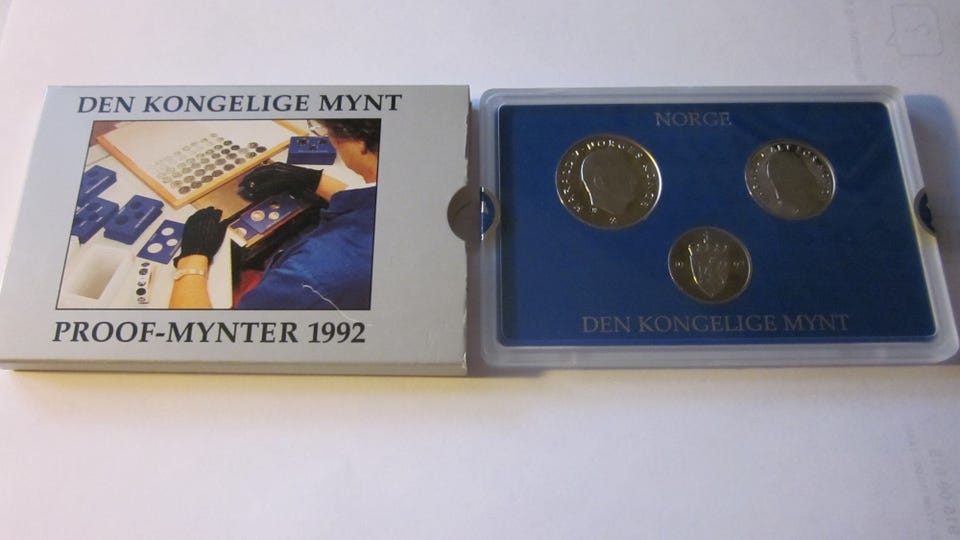 DEN KONGELIGE MYNT
PROOF-MYNTER 1992
NORGE
DEN KONGELIGE MYNT